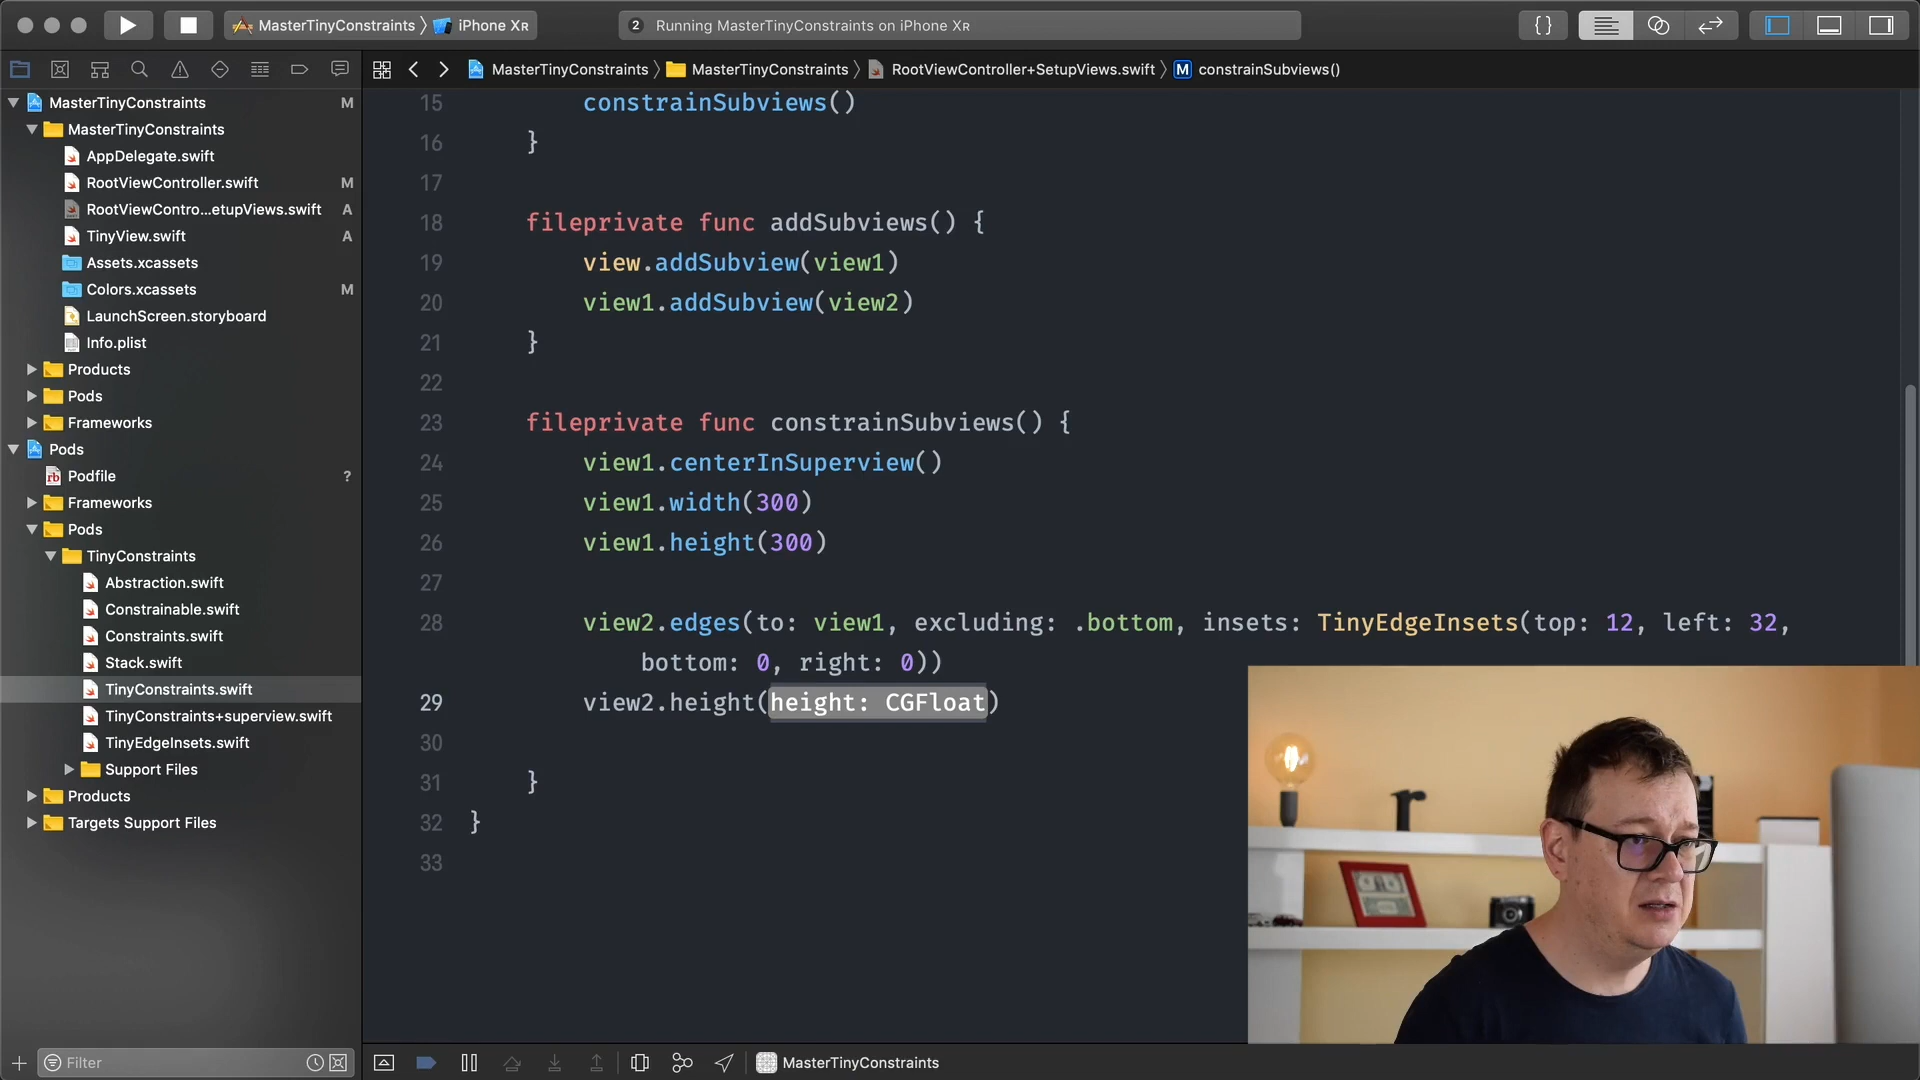 MasterTinyConstraints 〉 iPhone XR
2 Running MasterTinyConstraints on iPhone XR
{ }
MasterTinyConstraints 〉 MasterTinyConstraints 〉 RootViewController+SetupViews.swift 〉 M constrainSubviews()
MasterTinyConstraints M
MasterTinyConstraints
AppDelegate.swift
RootViewController.swift M
RootViewContro...etupViews.swift A
TinyView.swift A
Assets.xcassets
Colors.xcassets M
LaunchScreen.storyboard
Info.plist
Products
Pods
Frameworks
Pods
rb Podfile ?
Frameworks
Pods
TinyConstraints
Abstraction.swift
Constrainable.swift
Constraints.swift
Stack.swift
TinyConstraints.swift
TinyConstraints+superview.swift
TinyEdgeInsets.swift
Support Files
Products
Targets Support Files
Filter
15 constrainSubviews()
16 }
17
18 fileprivate func addSubviews() {
19 view.addSubview(view1)
20 view1.addSubview(view2)
21 }
22
23 fileprivate func constrainSubviews() {
24 view1.centerInSuperview()
25 view1.width(300)
26 view1.height(300)
27
28 view2.edges(to: view1, excluding: .bottom, insets: TinyEdgeInsets(top: 12, left: 32,
bottom: 0, right: 0))
29 view2.height(height: CGFloat)
30
31 }
32 }
33
MasterTinyConstraints